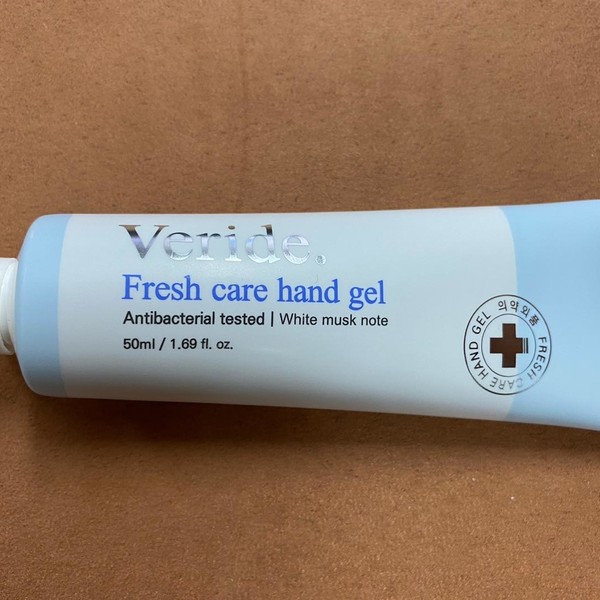 Veride.
Fresh care hand gel
Antibacterial tested | White musk note
50ml / 1.69 fl. oz.
의약외품
FRESH CARE HAND GEL